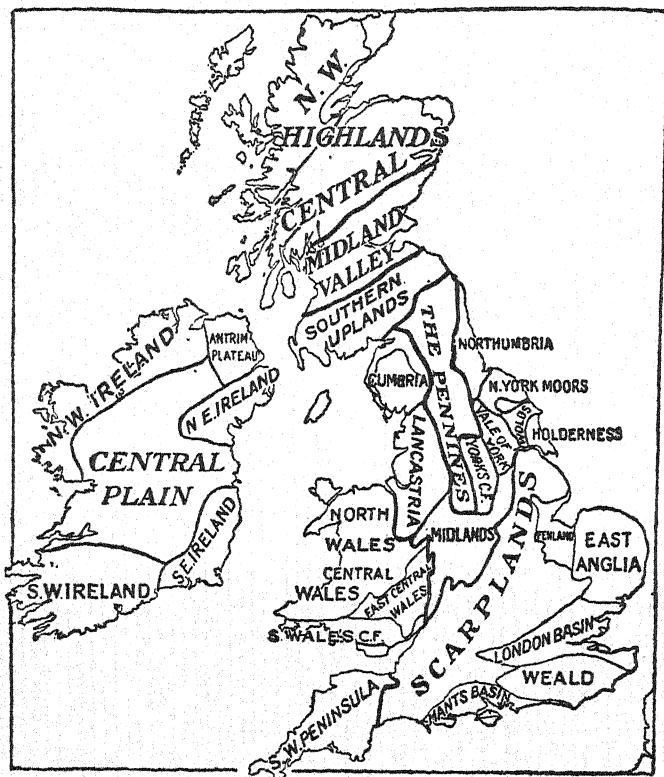 N. W.
HIGHLANDS
CENTRAL
MIDLAND
VALLEY
SOUTHERN
UPLANDS
ANTRIM
PLATEAU
N.W. IRELAND
N E. IRELAND
CENTRAL
PLAIN
S.E. IRELAND
S.W. IRELAND
THE PENNINES
NORTHUMBRIA
CUMBRIA
N. YORK MOORS
VALE OF
YORK
HOLDERNESS
YORKS C.F.
LANCASTRIA
NORTH
WALES
MIDLANDS
CENTRAL
WALES
EAST CENTRAL
WALES
S. WALES C.F.
SCARPLANDS
FENLAND
EAST
ANGLIA
LONDON BASIN
WEALD
HANTS BASIN
S.W. PENINSULA